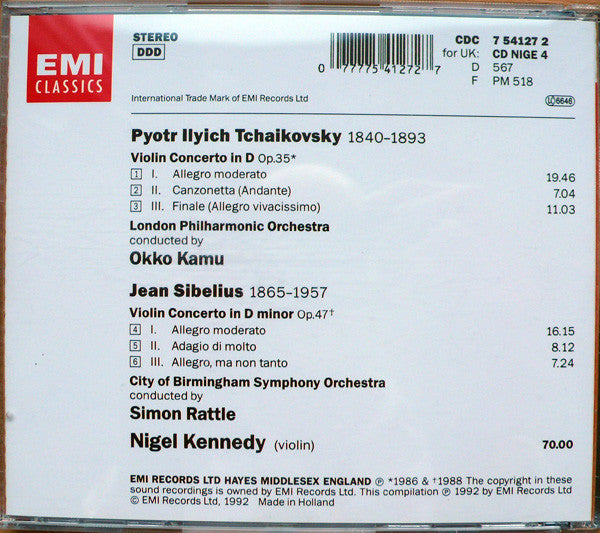 EMI
CLASSICS
STEREO
DDD
0 77775 41272 7
CDC 7 54127 2
for UK: CD NIGE 4
D 567
F PM 518
International Trade Mark of EMI Records Ltd
LC 6646
Pyotr Ilyich Tchaikovsky 1840–1893
Violin Concerto in D Op.35*
1 I. Allegro moderato 19.46
2 II. Canzonetta (Andante) 7.04
3 III. Finale (Allegro vivacissimo) 11.03
London Philharmonic Orchestra
conducted by
Okko Kamu
Jean Sibelius 1865–1957
Violin Concerto in D minor Op.47†
4 I. Allegro moderato 16.15
5 II. Adagio di molto 8.12
6 III. Allegro, ma non tanto 7.24
City of Birmingham Symphony Orchestra
conducted by
Simon Rattle
Nigel Kennedy (violin) 70.00
EMI RECORDS LTD HAYES MIDDLESEX ENGLAND ℗ *1986 & †1988 The copyright in these
sound recordings is owned by EMI Records Ltd. This compilation ℗ 1992 by EMI Records Ltd
© EMI Records Ltd, 1992 Made in Holland